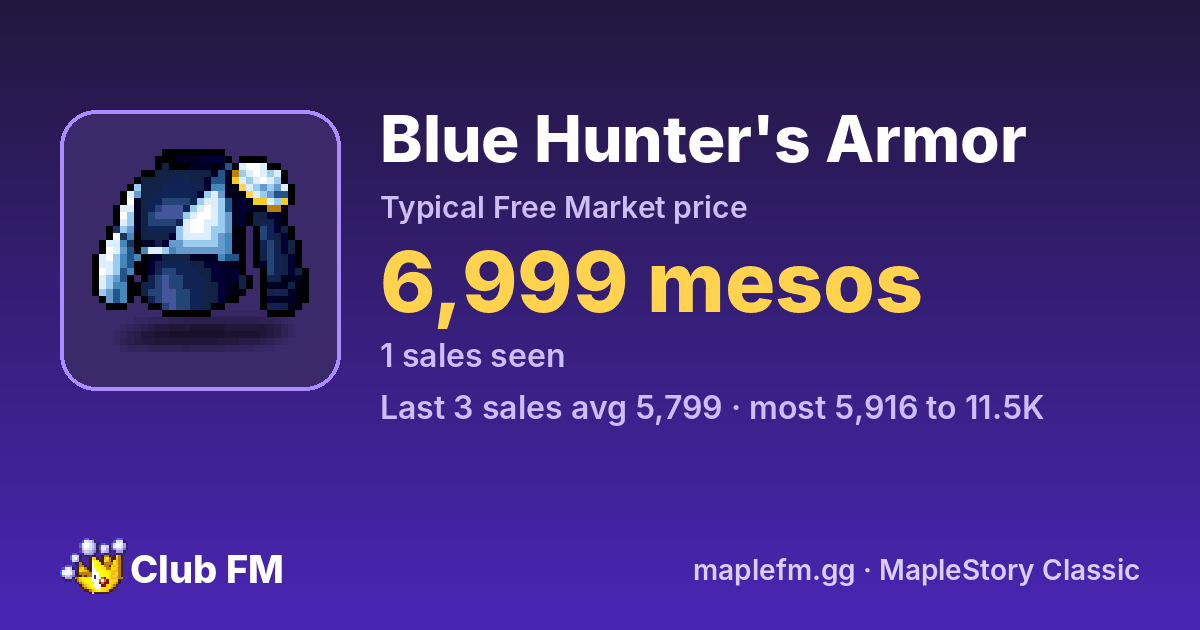 Blue Hunter's Armor
Typical Free Market price
6,999 mesos
1 sales seen
Last 3 sales avg 5,799 · most 5,916 to 11.5K
Club FM
maplefm.gg · MapleStory Classic